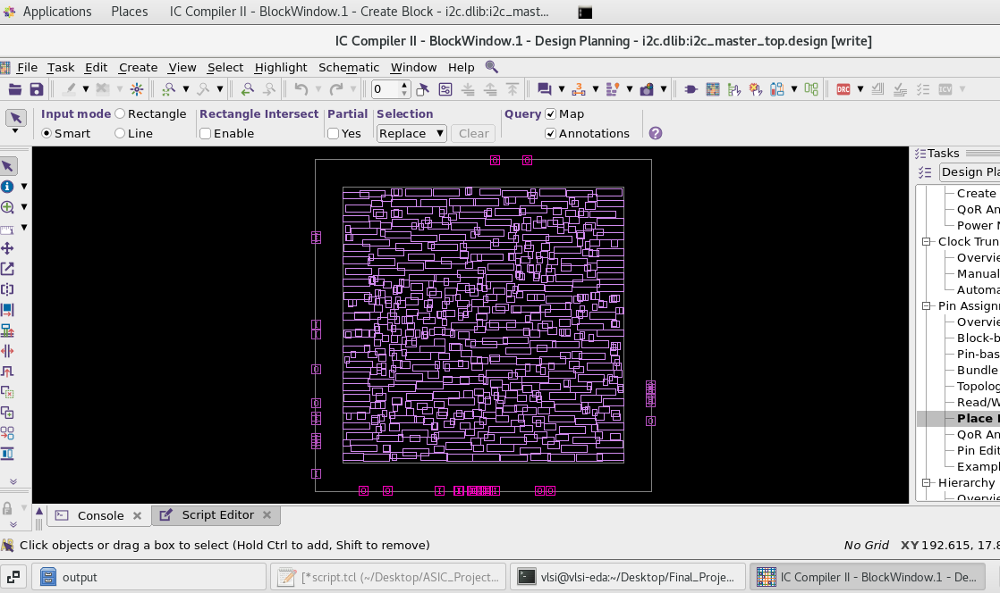 Applications Places IC Compiler II - BlockWindow.1 - Create Block - i2c.dlib:i2c_mast...
IC Compiler II - BlockWindow.1 - Design Planning - i2c.dlib:i2c_master_top.design [write]
File Task Edit Create View Select Highlight Schematic Window Help
0 DRC ICV
Input mode Rectangle Rectangle Intersect Partial Selection Query Map
Smart Line Enable Yes Replace Clear Annotations
Tasks
Design Pla
Create
QoR An
Power N
Clock Trun
Overvie
Manual
Automa
Pin Assignr
Overvie
Block-b
Pin-bas
Bundle
Topolog
Read/W
Place
QoR An
Pin Edit
Exampl
Hierarchy
Overvie
Console Script Editor
Click objects or drag a box to select (Hold Ctrl to add, Shift to remove) No Grid XY 192.615, 17.8
output [*script.tcl (~/Desktop/ASIC_Project... vlsi@vlsi-eda:~/Desktop/Final_Proje... IC Compiler II - BlockWindow.1 - De...